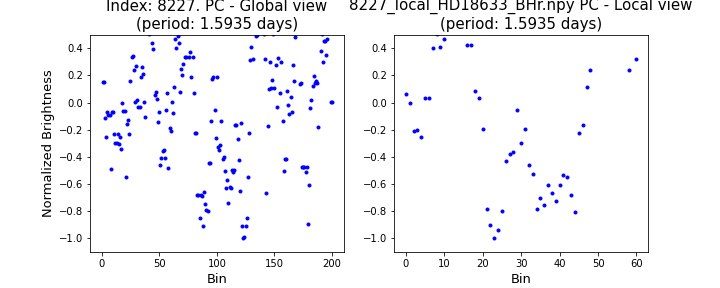 Index: 8227. PC - Global view
(period: 1.5935 days)
8227_local_HD18633_BHr.npy PC - Local view
(period: 1.5935 days)
Normalized Brightness
0.4
0.2
0.0
−0.2
−0.4
−0.6
−0.8
−1.0
0 50 100 150 200
Bin
0.4
0.2
0.0
−0.2
−0.4
−0.6
−0.8
−1.0
0 10 20 30 40 50 60
Bin